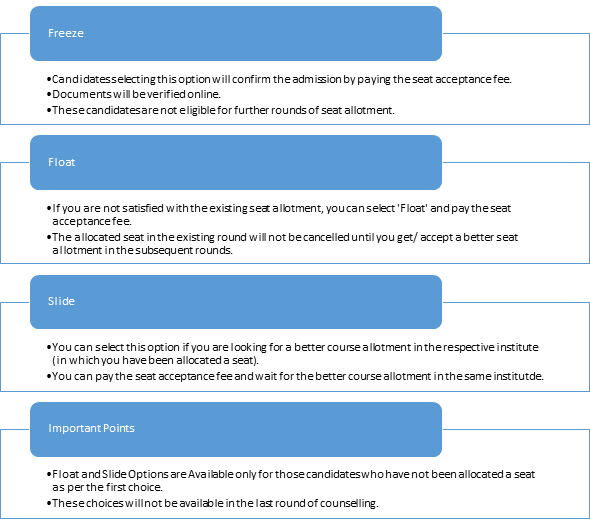 Freeze
•Candidates selecting this option will confirm the admission by paying the seat acceptance fee.
•Documents will be verified online.
•These candidates are not eligible for further rounds of seat allotment.
Float
•If you are not satisfied with the existing seat allotment, you can select 'Float' and pay the seat
acceptance fee.
•The allocated seat in the existing round will not be cancelled until you get/ accept a better seat
allotment in the subsequent rounds.
Slide
•You can select this option if you are looking for a better course allotment in the respective institute
(in which you have been allocated a seat).
•You can pay the seat acceptance fee and wait for the better course allotment in the same institutde.
Important Points
•Float and Slide Options are Available only for those candidates who have not been allocated a seat
as per the first choice.
•These choices will not be available in the last round of counselling.